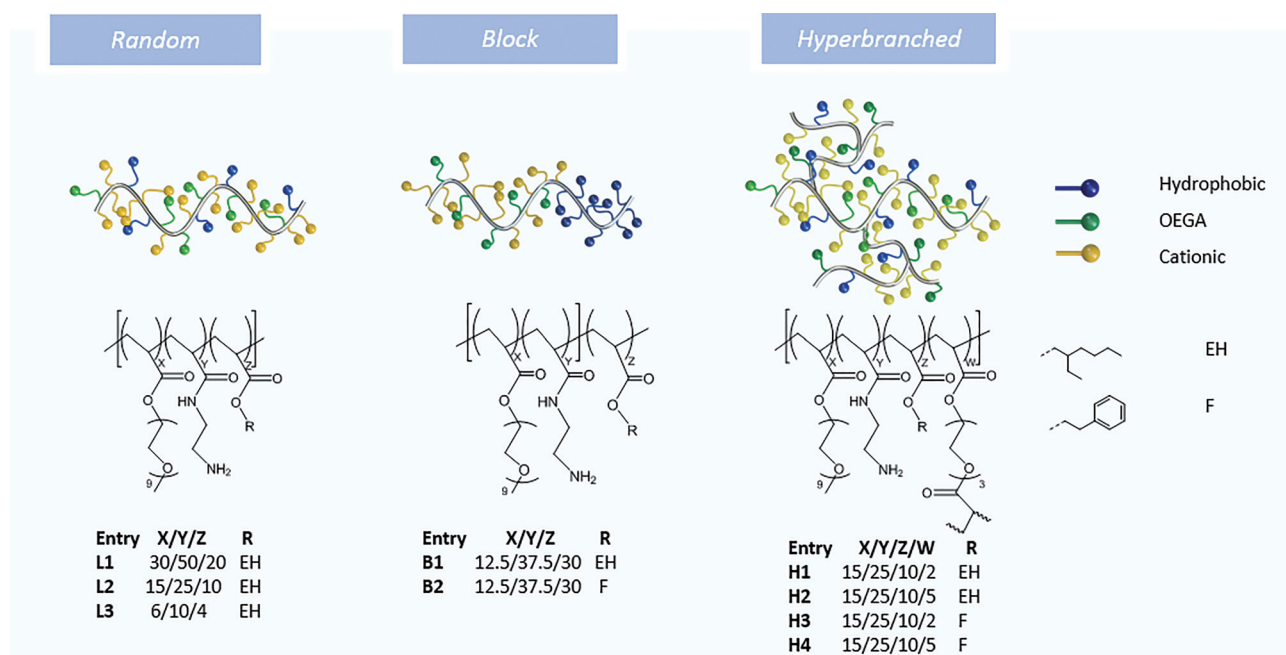 Random
Block
Hyperbranched
Hydrophobic
OEGA
Cationic
X Y Z
O O O
O HN O
R
O NH₂
9
X Y Z
O O O
O HN O
R
O NH₂
9
X Y Z W
O O O O
O HN O O
R
O NH₂ O
9 3
O
EH
F
Entry X/Y/Z R
L1 30/50/20 EH
L2 15/25/10 EH
L3 6/10/4 EH
Entry X/Y/Z R
B1 12.5/37.5/30 EH
B2 12.5/37.5/30 F
Entry X/Y/Z/W R
H1 15/25/10/2 EH
H2 15/25/10/5 EH
H3 15/25/10/2 F
H4 15/25/10/5 F